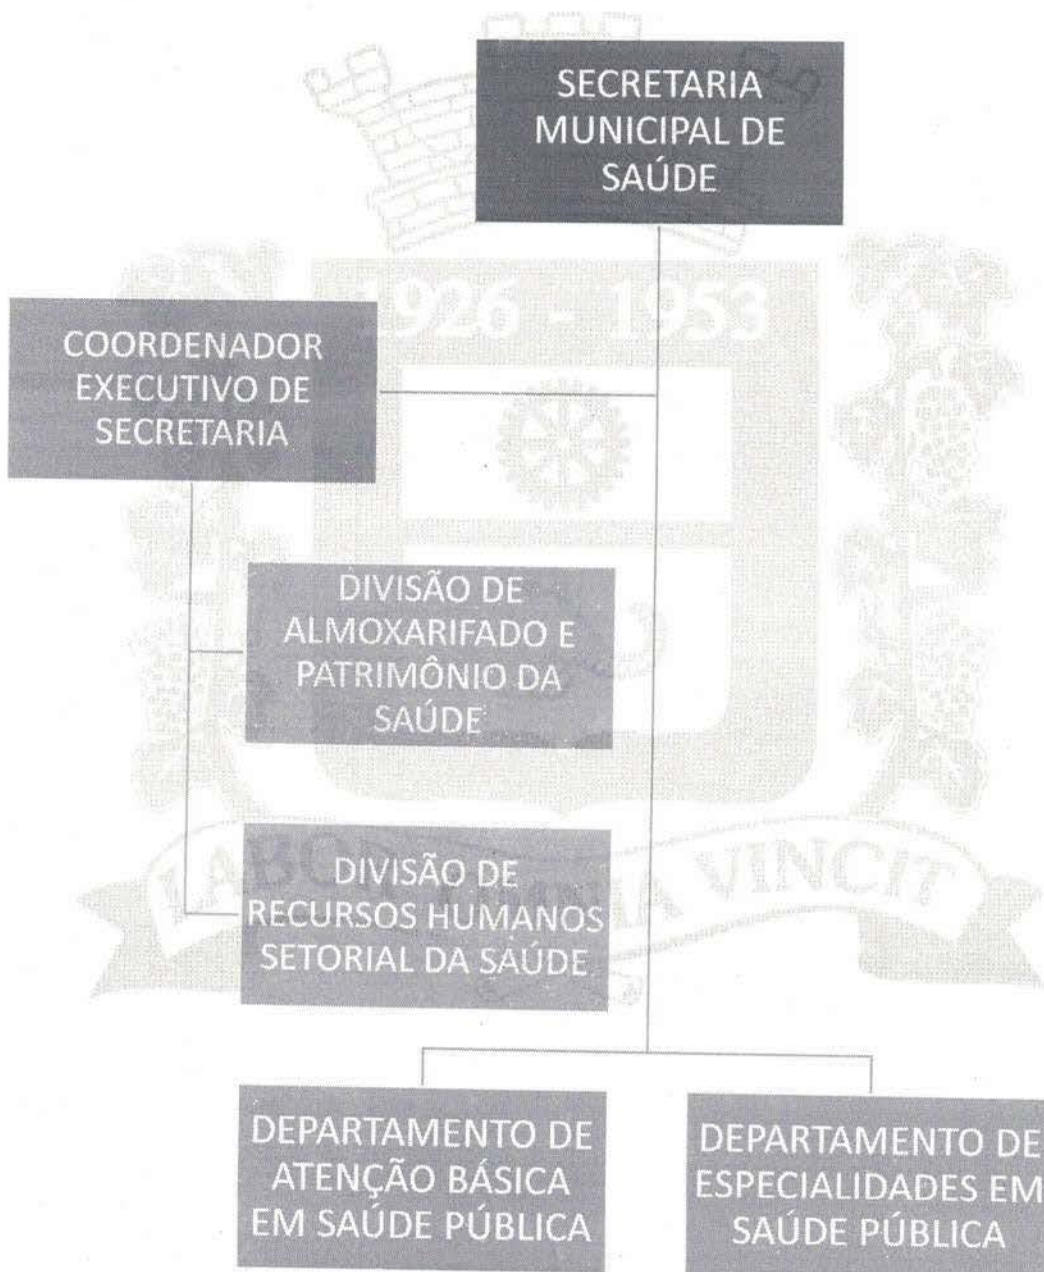 SECRETARIA
MUNICIPAL DE
SAÚDE
1926 - 1953
COORDENADOR
EXECUTIVO DE
SECRETARIA
DIVISÃO DE
ALMOXARIFADO E
PATRIMÔNIO DA
SAÚDE
DIVISÃO DE
RECURSOS HUMANOS
SETORIAL DA SAÚDE
VINCIT
DEPARTAMENTO DE
ATENÇÃO BÁSICA
EM SAÚDE PÚBLICA
DEPARTAMENTO DE
ESPECIALIDADES EM
SAÚDE PÚBLICA